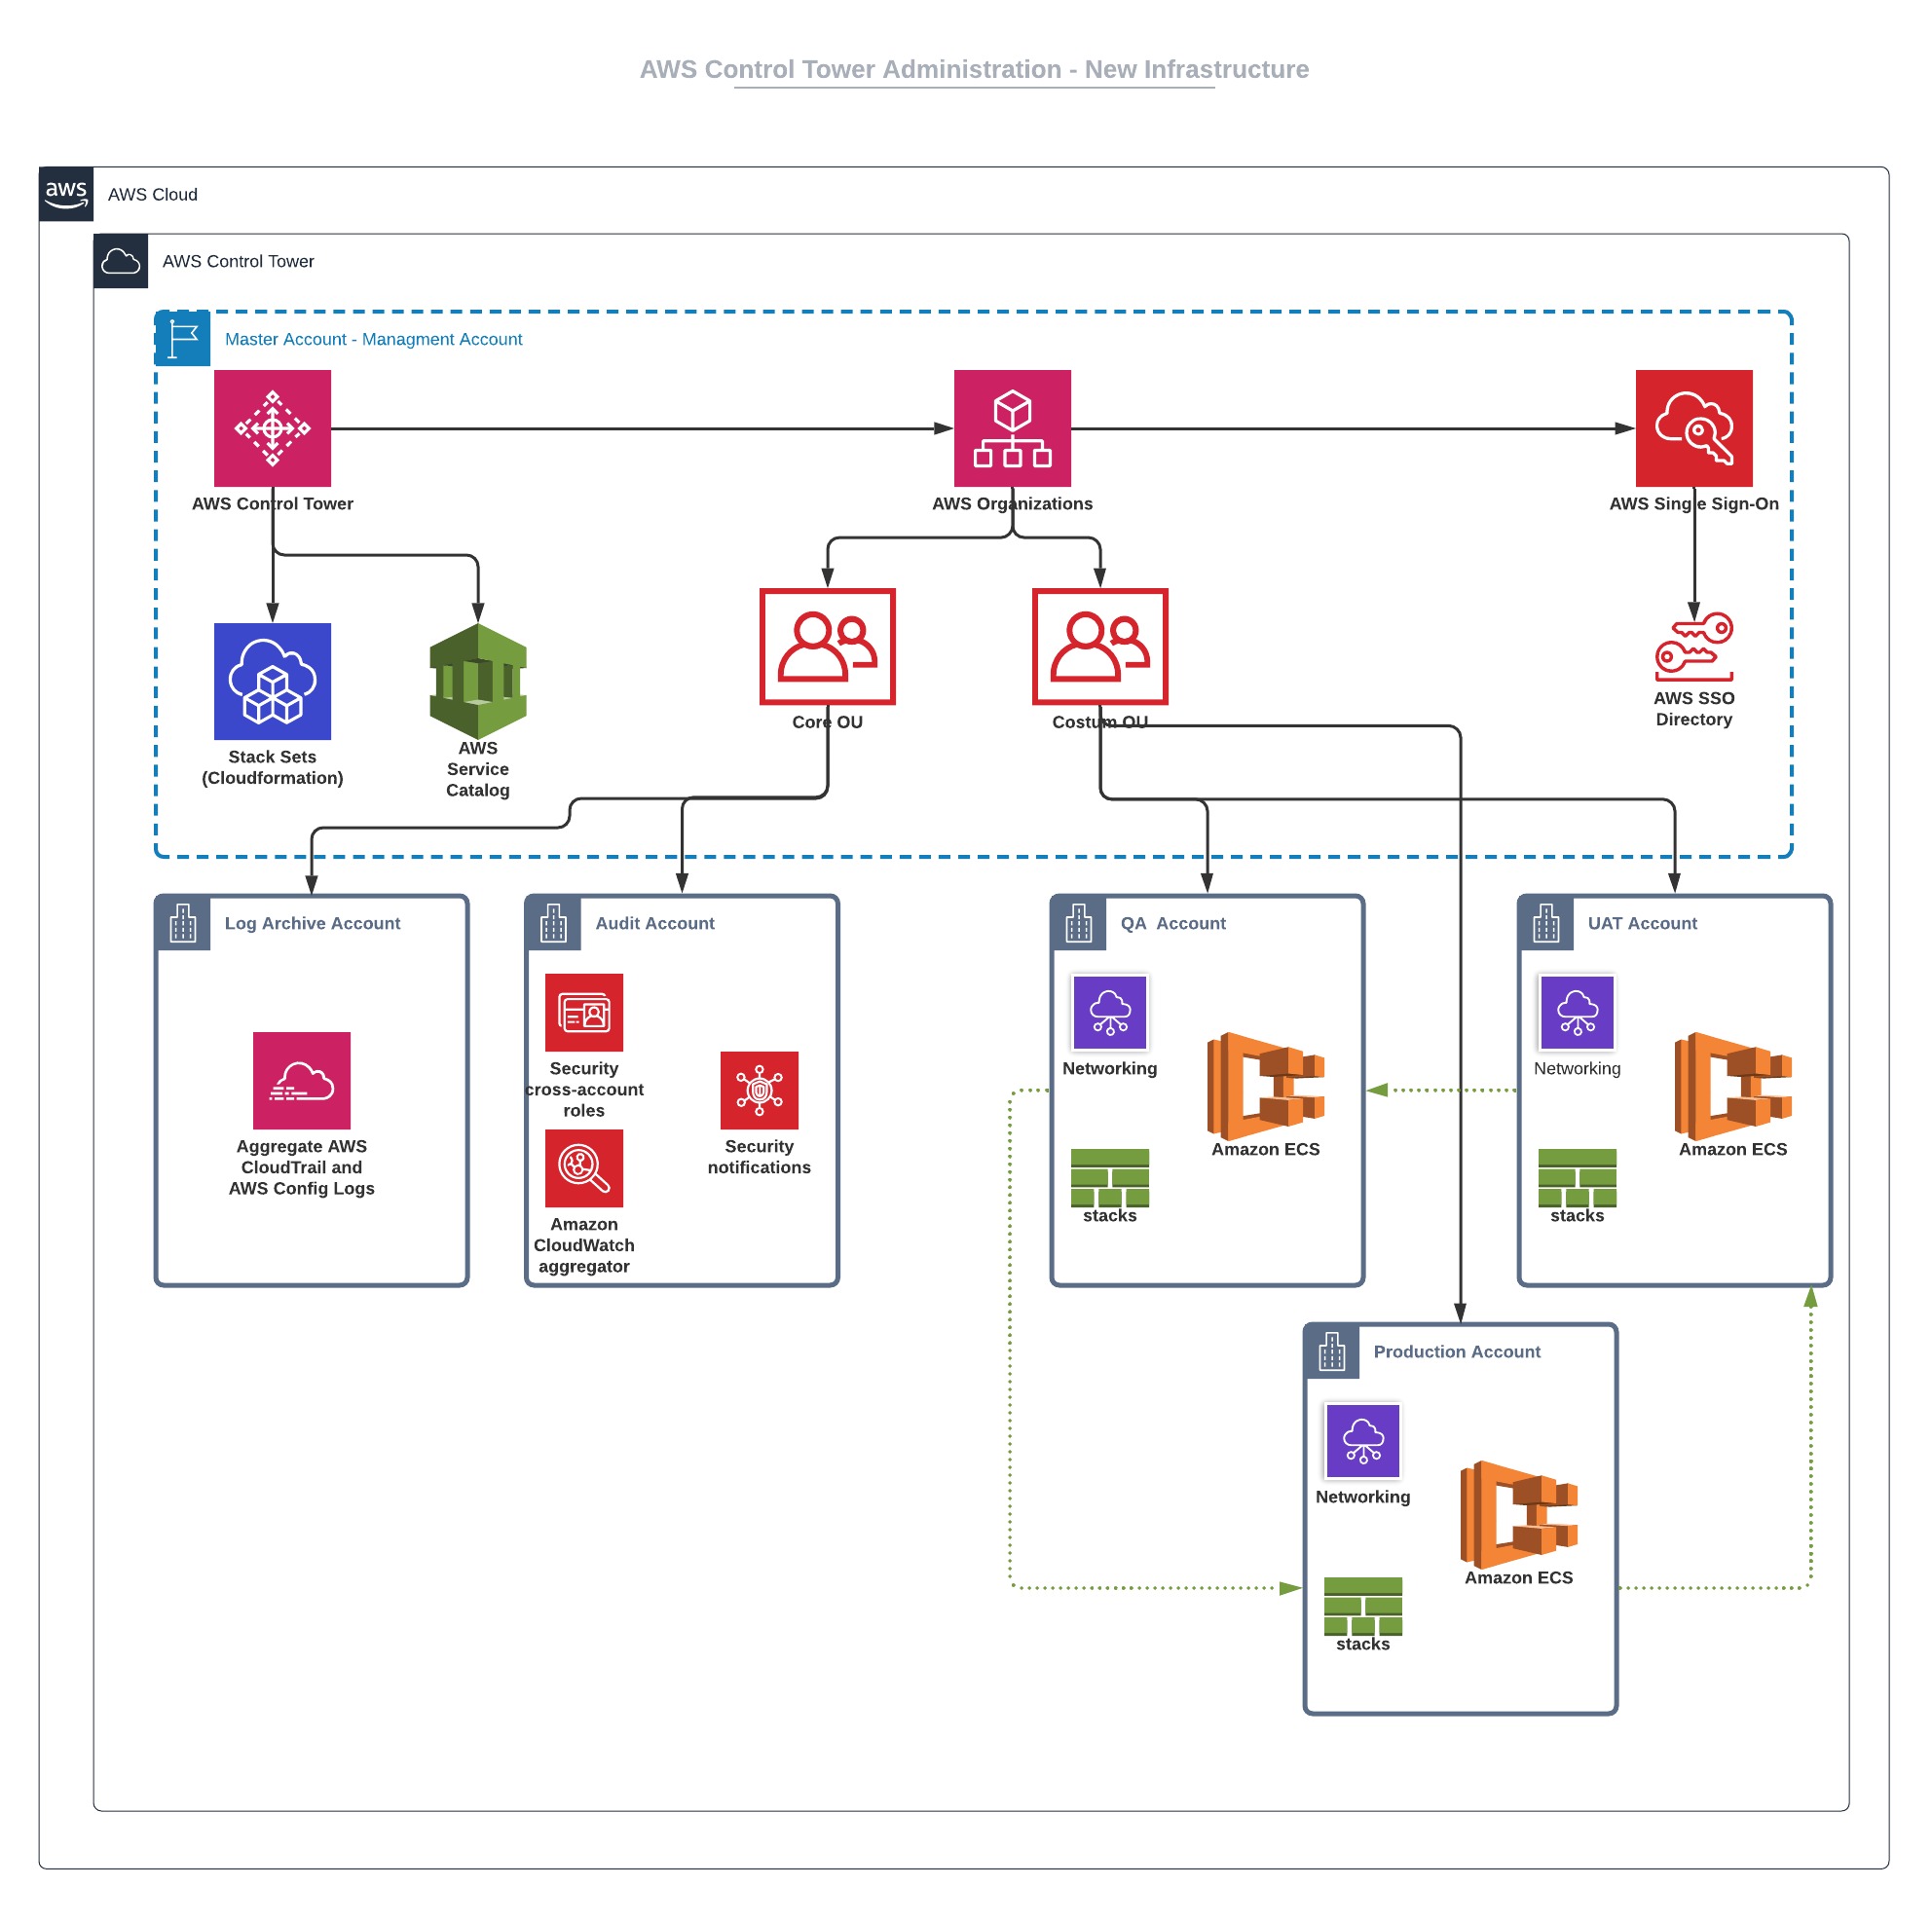 AWS Control Tower Administration - New Infrastructure
aws
AWS Cloud
AWS Control Tower
Master Account - Managment Account
AWS Control Tower
AWS Organizations
AWS Single Sign-On
Stack Sets
(Cloudformation)
AWS
Service
Catalog
Core OU
Costum OU
AWS SSO
Directory
Log Archive Account
Aggregate AWS
CloudTrail and
AWS Config Logs
Audit Account
Security
cross-account
roles
Security
notifications
Amazon
CloudWatch
aggregator
QA  Account
Networking
Amazon ECS
stacks
UAT Account
Networking
Amazon ECS
stacks
Production Account
Networking
Amazon ECS
stacks